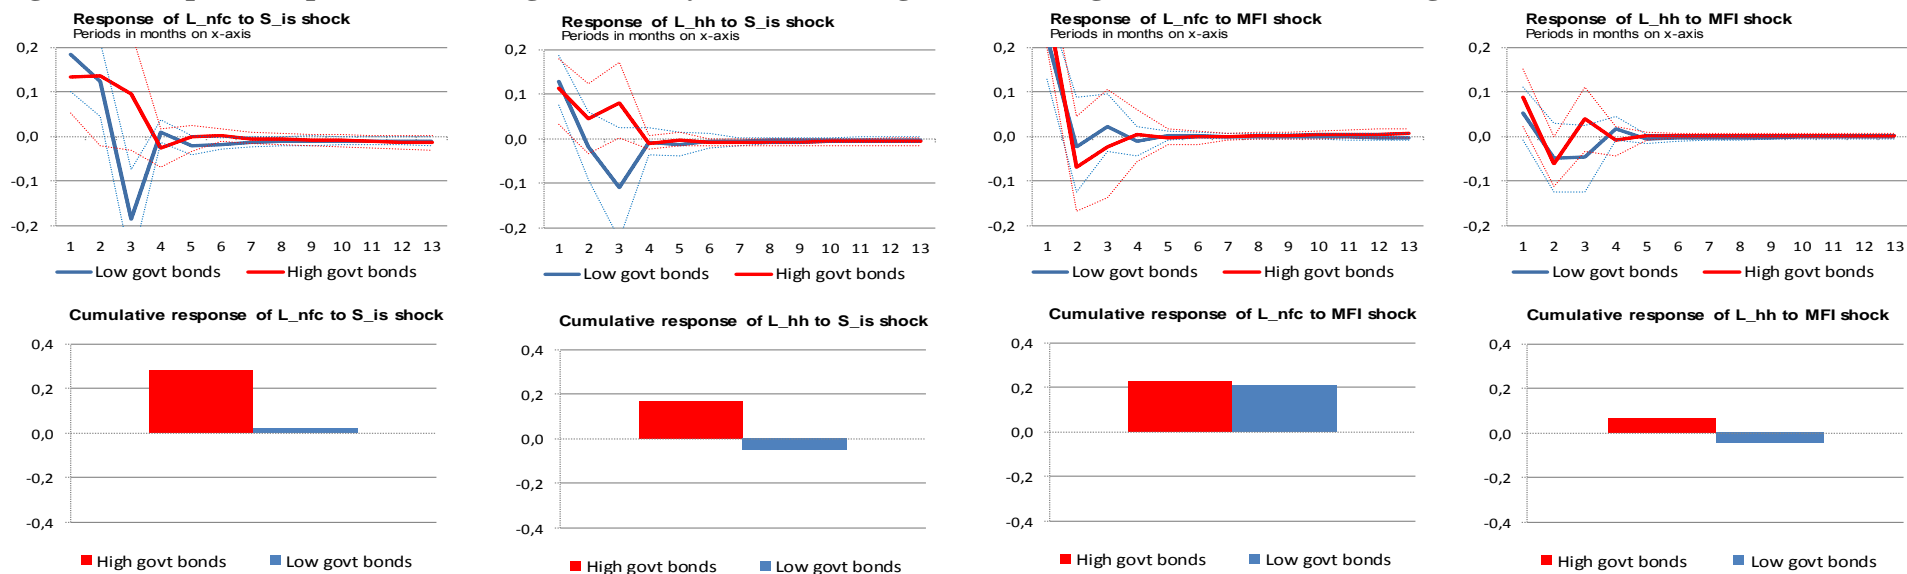 Response of L_nfc to S_is shock
Periods in months on x-axis
0,2
0,1
0,0
-0,1
-0,2
1 2 3 4 5 6 7 8 9 10 11 12 13
Low govt bonds High govt bonds
Response of L_hh to S_is shock
Periods in months on x-axis
0,2
0,1
0,0
-0,1
-0,2
1 2 3 4 5 6 7 8 9 10 11 12 13
Low govt bonds High govt bonds
Response of L_nfc to MFI shock
Periods in months on x-axis
0,2
0,1
0,0
-0,1
-0,2
1 2 3 4 5 6 7 8 9 10 11 12 13
Low govt bonds High govt bonds
Response of L_hh to MFI shock
Periods in months on x-axis
0,2
0,1
0,0
-0,1
-0,2
1 2 3 4 5 6 7 8 9 10 11 12 13
Low govt bonds High govt bonds
Cumulative response of L_nfc to S_is shock
0,4
0,2
0,0
-0,2
-0,4
High govt bonds Low govt bonds
Cumulative response of L_hh to S_is shock
0,4
0,2
0,0
-0,2
-0,4
High govt bonds Low govt bonds
Cumulative response of L_nfc to MFI shock
0,4
0,2
0,0
-0,2
-0,4
High govt bonds Low govt bonds
Cumulative response of L_hh to MFI shock
0,4
0,2
0,0
-0,2
-0,4
High govt bonds Low govt bonds